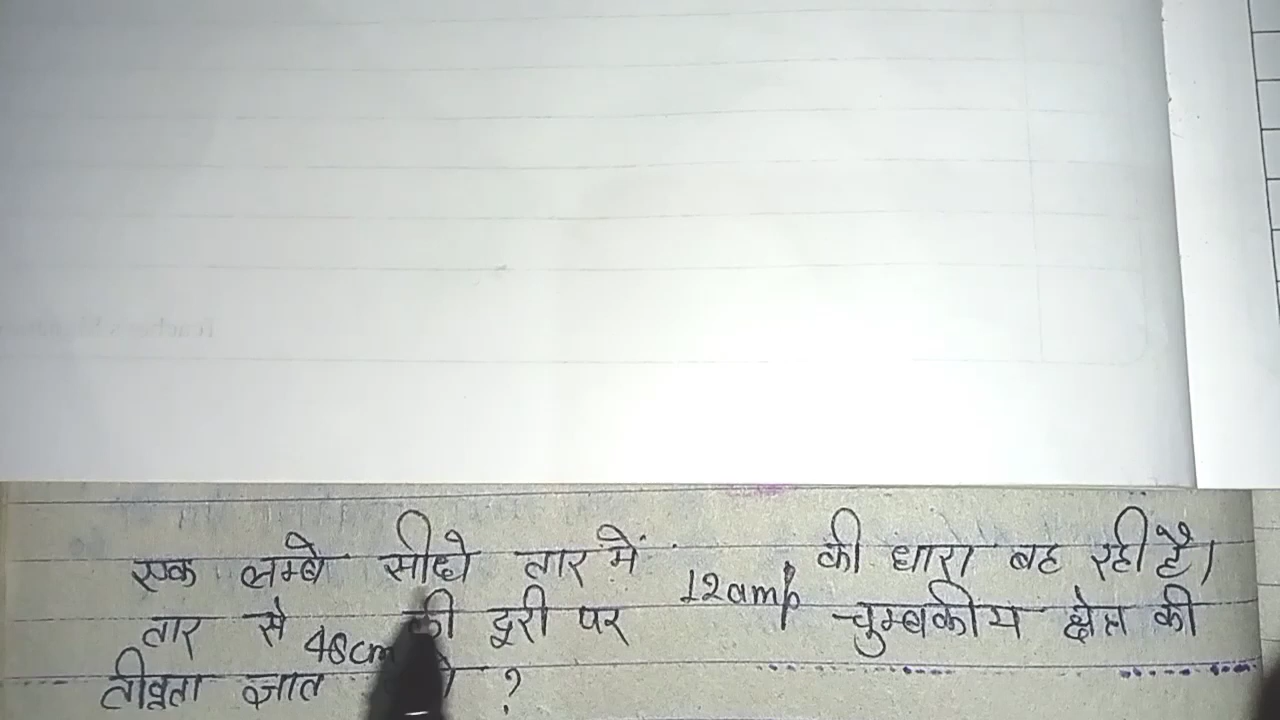 एक लम्बे सीधे तार में 12amp की धारा बह रही है।
तार से 48cm की दूरी पर चुम्बकीय क्षेत्र की
तीव्रता ज्ञात ?